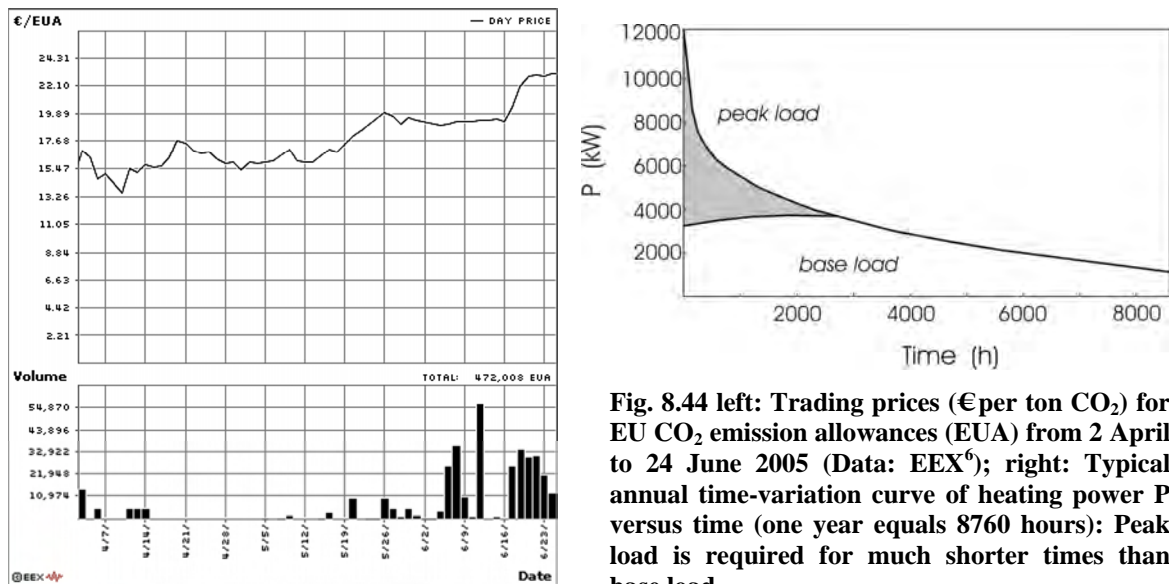 €/EUA
— DAY PRICE
24.31
22.10
19.89
17.68
15.47
13.26
11.05
8.84
6.63
4.42
2.21
Volume
TOTAL: 472,008 EUA
54,870
43,896
32,922
21,948
10,974
4/7/
4/14/
4/21/
4/28/
5/5/
5/12/
5/19/
5/26/
6/2/
6/9/
6/16/
6/23/
@EEX
Date
12000
10000
8000
6000
4000
2000
P (kW)
peak load
base load
2000 4000 6000 8000
Time (h)
Fig. 8.44 left: Trading prices (€per ton CO₂) for
EU CO₂ emission allowances (EUA) from 2 April
to 24 June 2005 (Data: EEX⁶); right: Typical
annual time-variation curve of heating power P
versus time (one year equals 8760 hours): Peak
load is required for much shorter times than
base load